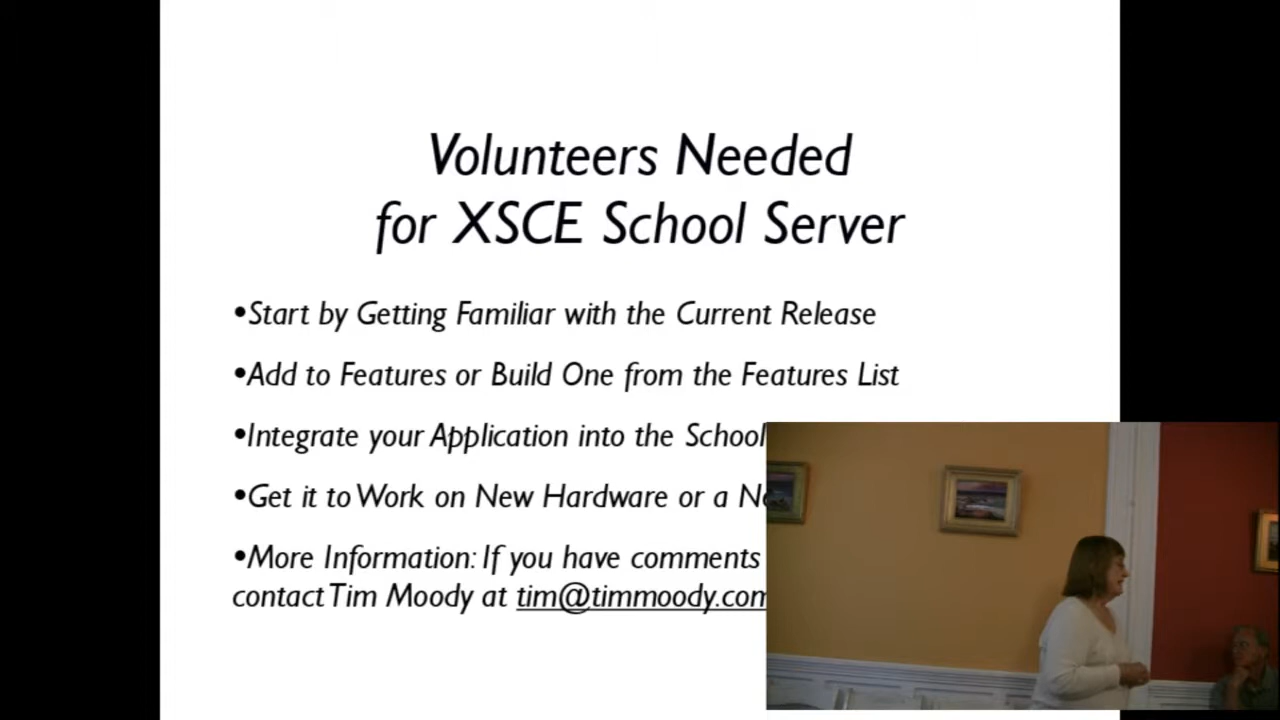 Volunteers Needed
for XSCE School Server
•Start by Getting Familiar with the Current Release
•Add to Features or Build One from the Features List
•Integrate your Application into the School
•Get it to Work on New Hardware or a
•More Information: If you have comments
contact Tim Moody at tim@timmoody.com